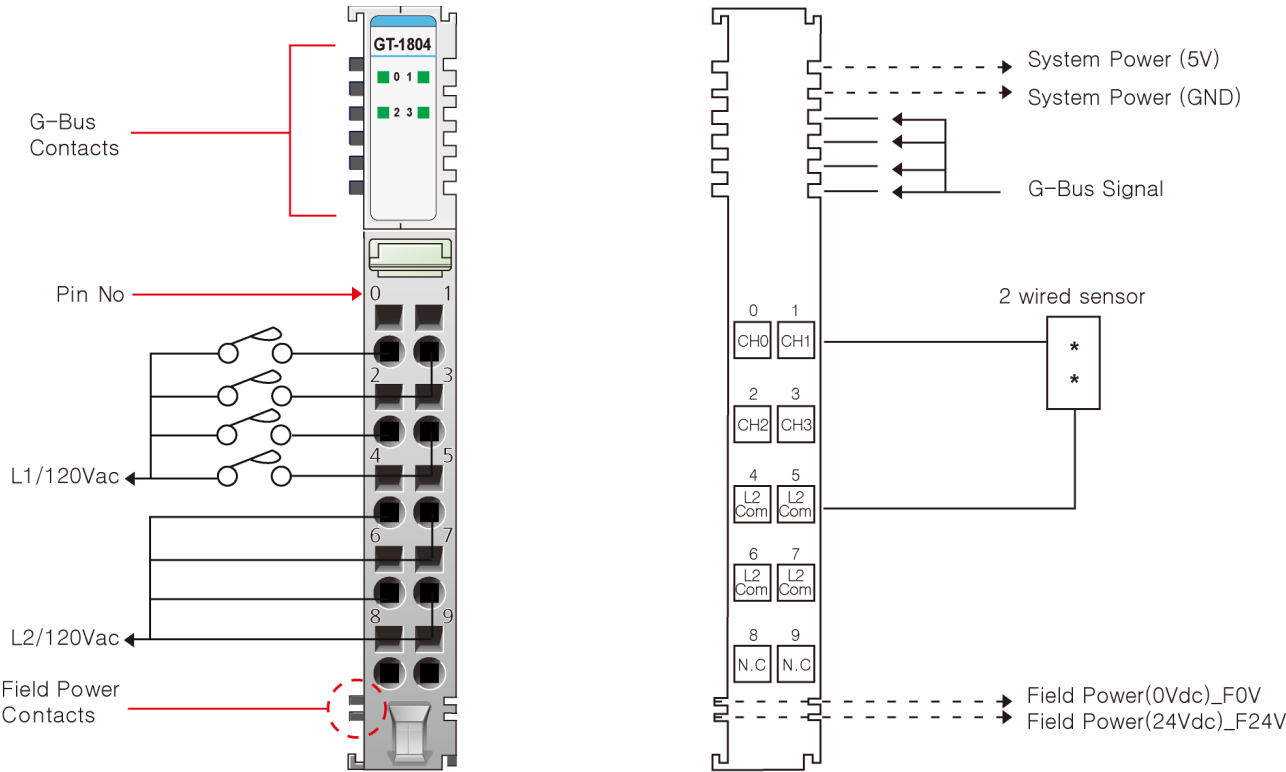 GT-1804
0 1
2 3
G-Bus
Contacts
Pin No
0 1
2 3
4 5
6 7
8 9
L1/120Vac
L2/120Vac
Field Power
Contacts
System Power (5V)
System Power (GND)
G-Bus Signal
2 wired sensor
*
*
0 1
CH0 CH1
2 3
CH2 CH3
4 5
L2 L2
Com Com
6 7
L2 L2
Com Com
8 9
N.C N.C
Field Power(0Vdc)_F0V
Field Power(24Vdc)_F24V